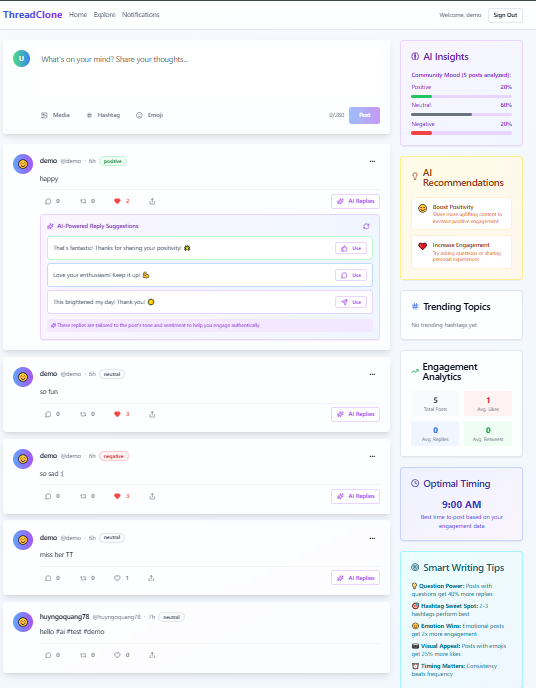 ThreadClone Home Explore Notifications Welcome, demo Sign Out
U What's on your mind? Share your thoughts...
Media Hashtag Emoji 0/280 Post
demo @demo · 6h positive
happy
0 0 2 AI Replies
AI-Powered Reply Suggestions
That's fantastic! Thanks for sharing your positivity! Use
Love your enthusiasm! Keep it up! Use
This brightened my day! Thank you! Use
These replies are tailored to the post's tone and sentiment to help you engage authentically
demo @demo · 6h neutral
so fun
0 0 3 AI Replies
demo @demo · 6h negative
so sad :(
0 0 3 AI Replies
demo @demo · 6h neutral
miss her TT
0 0 1 AI Replies
huyngoquang78 @huyngoquang78 · 7h neutral
hello #ai #test #demo
0 0 0
AI Insights
Community Mood (5 posts analyzed):
Positive 20%
Neutral 60%
Negative 20%
AI
Recommendations
Boost Positivity
Share more uplifting content to
increase positive engagement
Increase Engagement
Try adding questions or sharing
personal experiences
Trending Topics
No trending hashtags yet
Engagement
Analytics
5 1
Total Posts Avg. Likes
0 0
Avg. Replies Avg. Retweets
Optimal Timing
9:00 AM
Best time to post based on your
engagement data
Smart Writing Tips
Question Power: Posts with
questions get 40% more replies
Hashtag Sweet Spot: 2-3
hashtags perform best
Emotion Wins: Emotional posts
get 2x more engagement
Visual Appeal: Posts with emojis
get 25% more likes
Timing Matters: Consistency
beats frequency